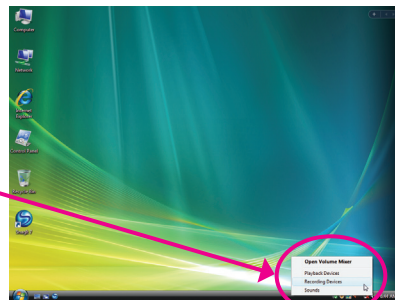 Computer
Network
Internet
Explorer
Control Panel
Recycle Bin
Open Volume Mixer
Playback Devices
Recording Devices
Sounds